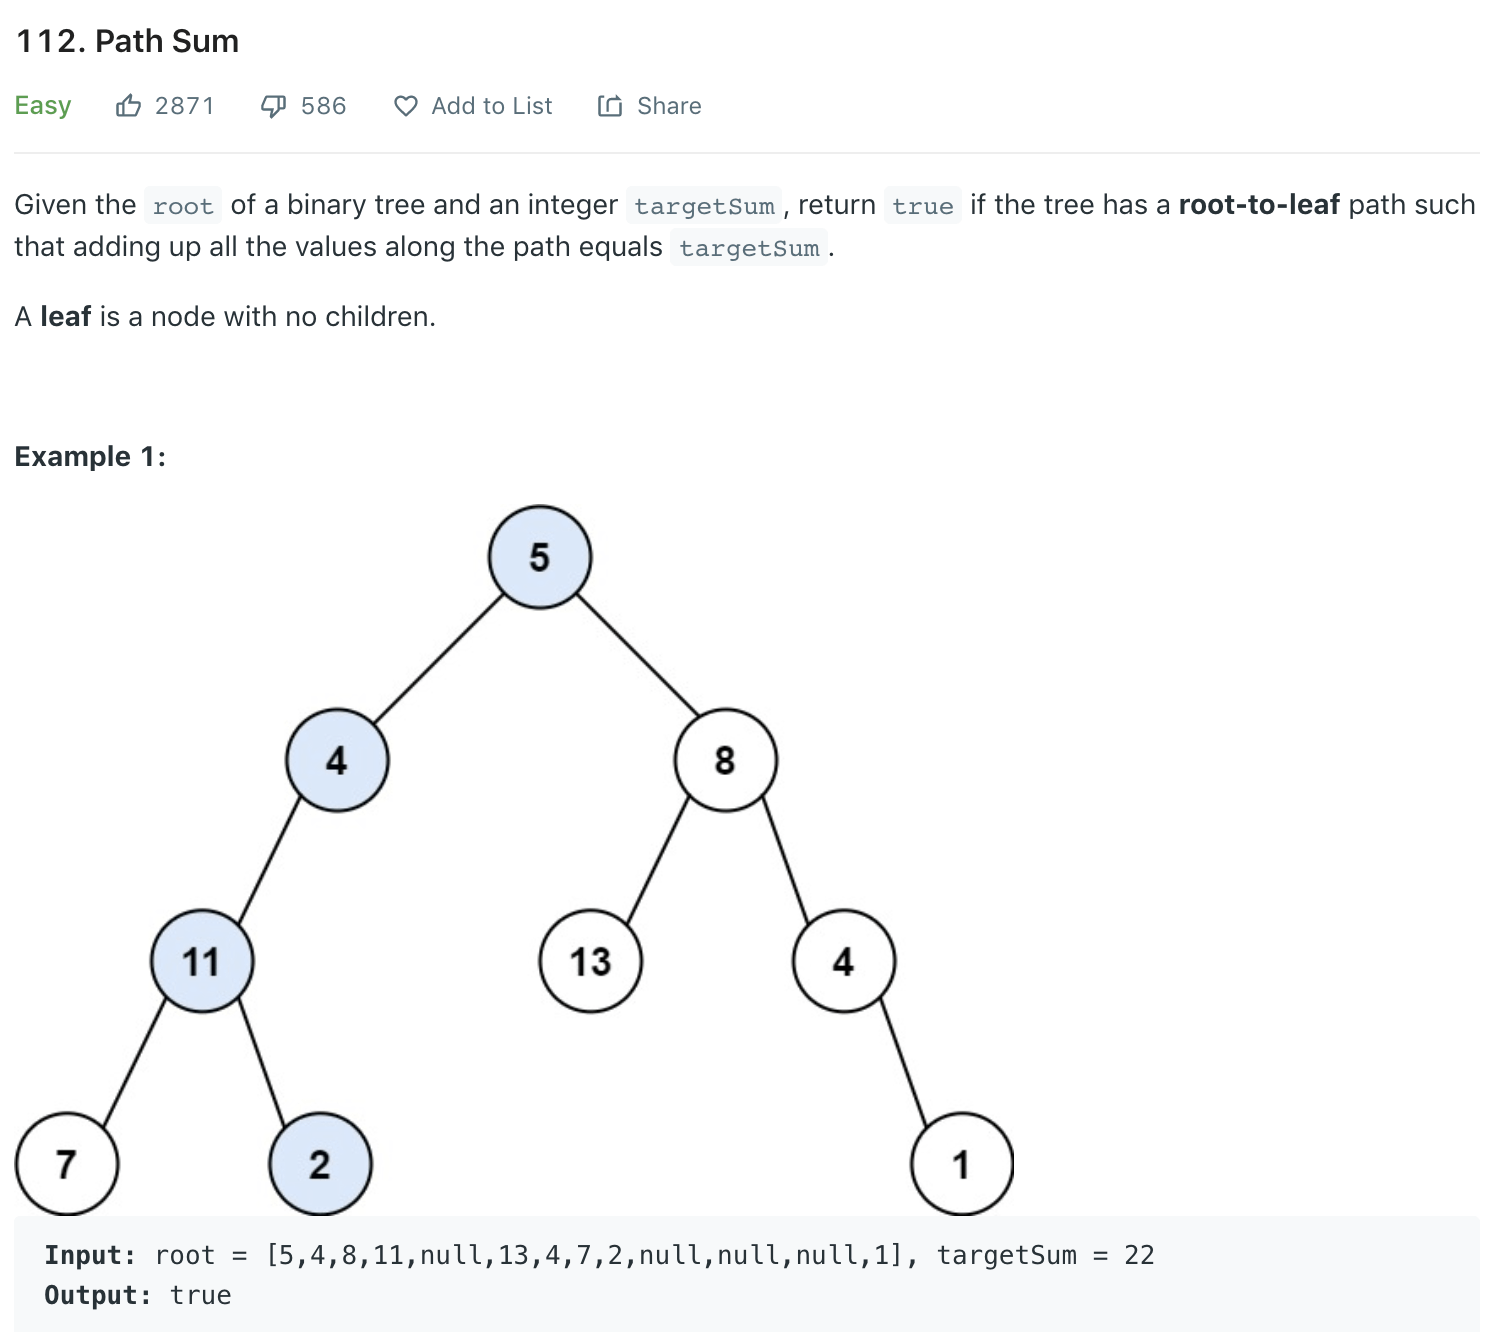 112. Path Sum
Easy 2871 586 Add to List Share
Given the root of a binary tree and an integer targetSum, return true if the tree has a root-to-leaf path such
that adding up all the values along the path equals targetSum.
A leaf is a node with no children.
Example 1:
5
4 8
11 13 4
7 2 1
Input: root = [5,4,8,11,null,13,4,7,2,null,null,null,1], targetSum = 22
Output: true